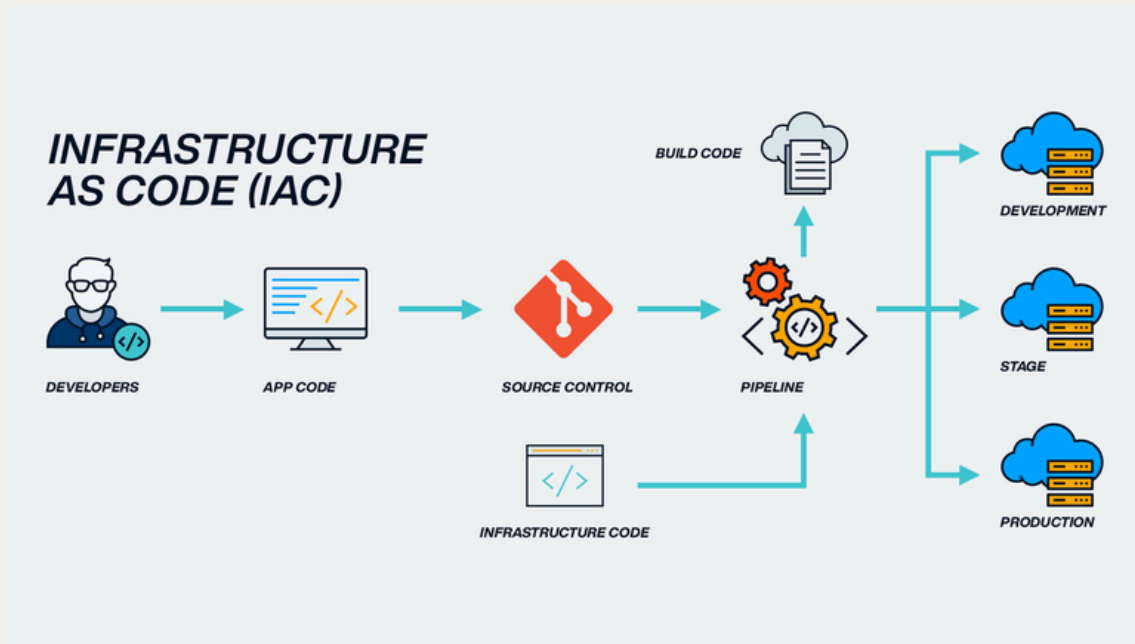 INFRASTRUCTURE
AS CODE (IAC)
BUILD CODE
DEVELOPMENT
DEVELOPERS
APP CODE
SOURCE CONTROL
PIPELINE
STAGE
INFRASTRUCTURE CODE
PRODUCTION